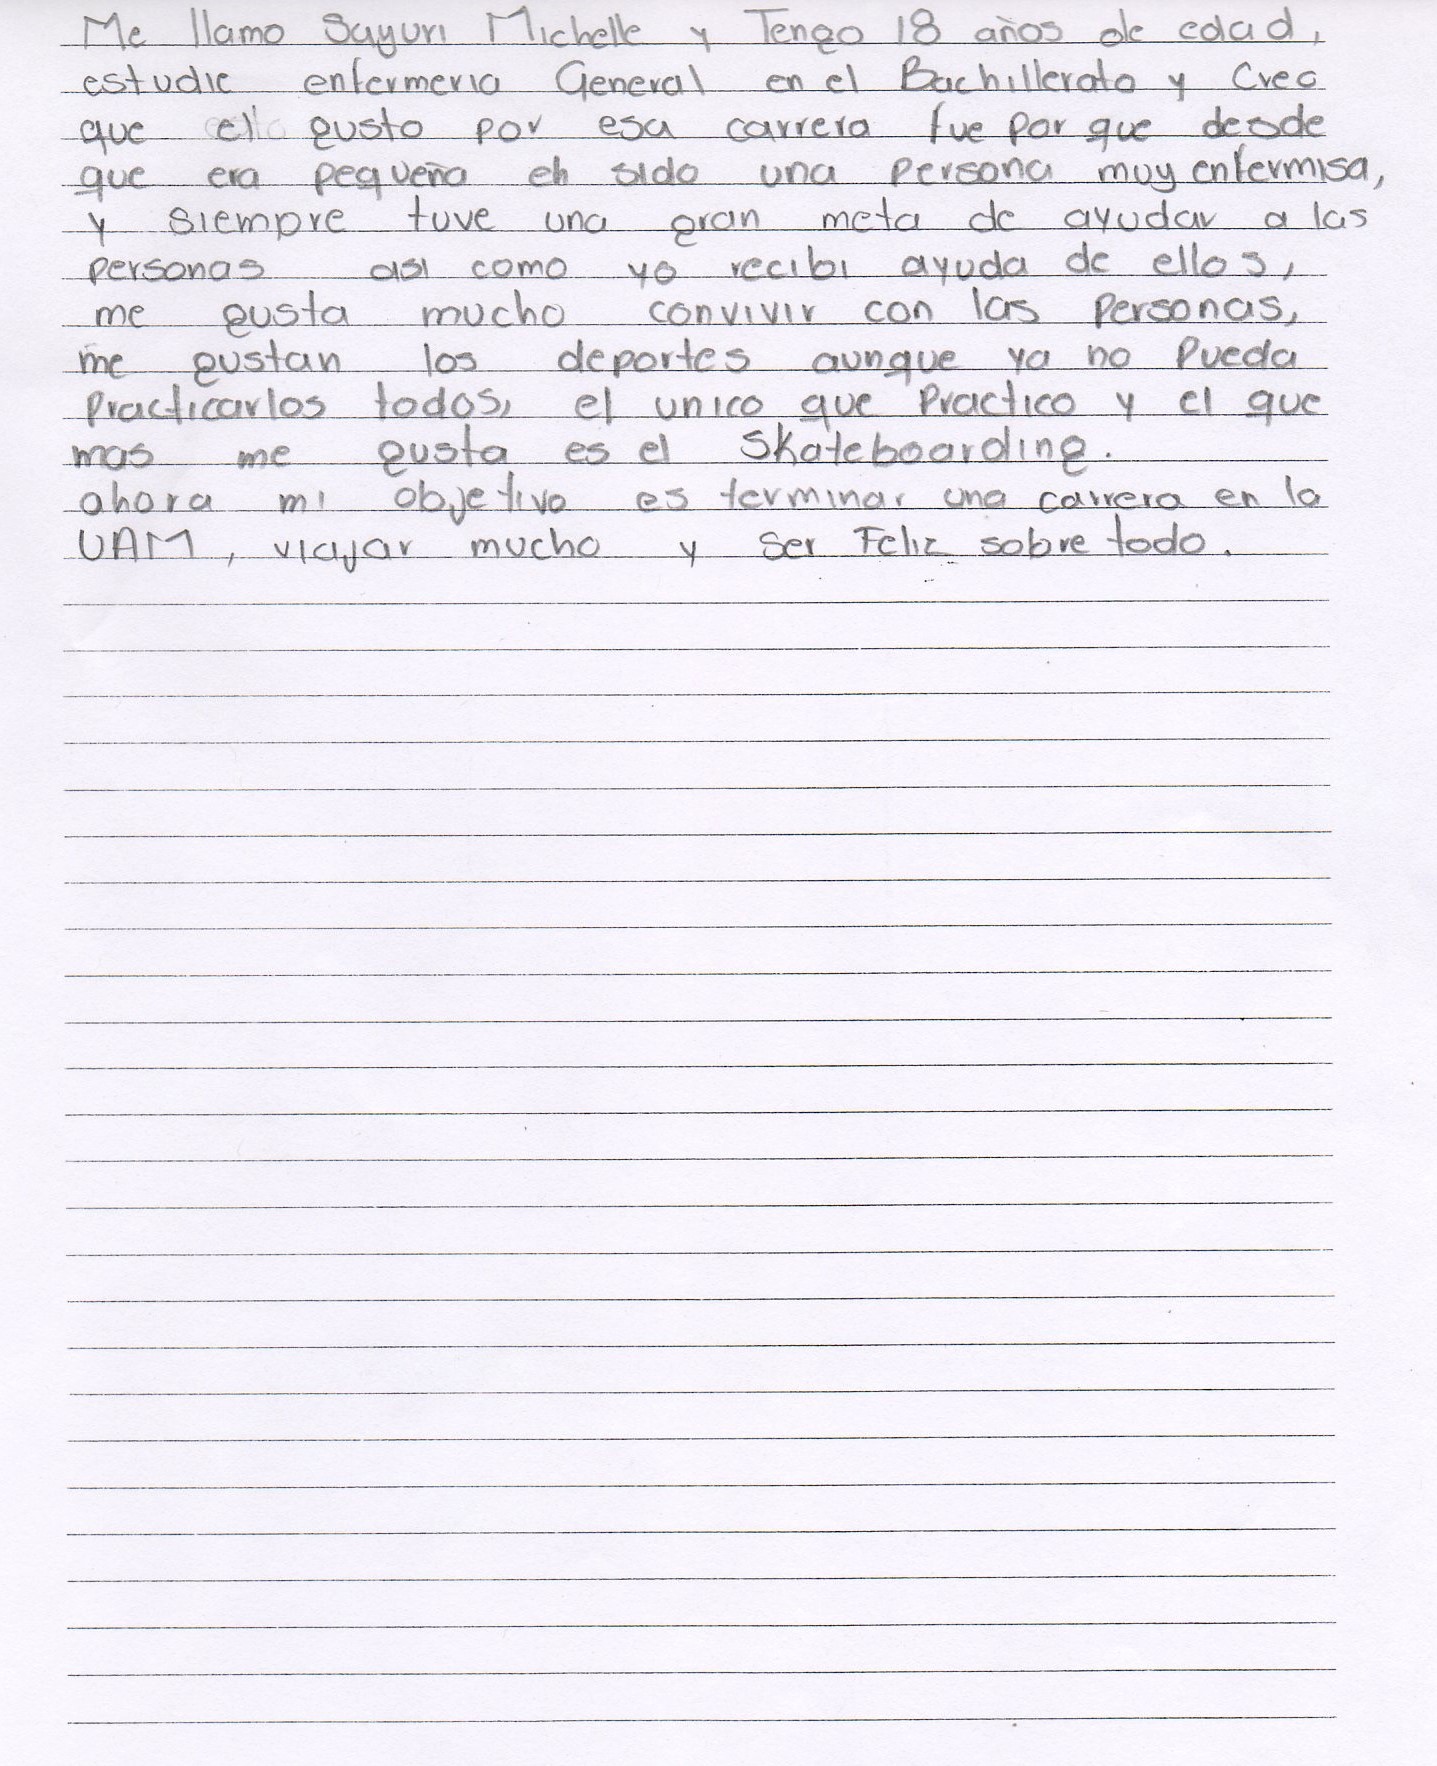 Me llamo Sayuri Michelle y Tengo 18 años de edad,
estudie enfermeria General en el Bachillerato y Creo
que el gusto por esa carrera fue por que desde
que era pequeña eh sido una persona muy enfermisa,
y siempre tuve una gran meta de ayudar a las
personas asi como yo recibi ayuda de ellos,
me gusta mucho convivir con las personas,
me gustan los deportes aunque ya no Pueda
Practicarlos todos, el unico que Practico y el que
mas me gusta es el Skateboarding.
ahora mi objetivo es terminar una carrera en la
UAM, viajar mucho y ser Feliz sobre todo.